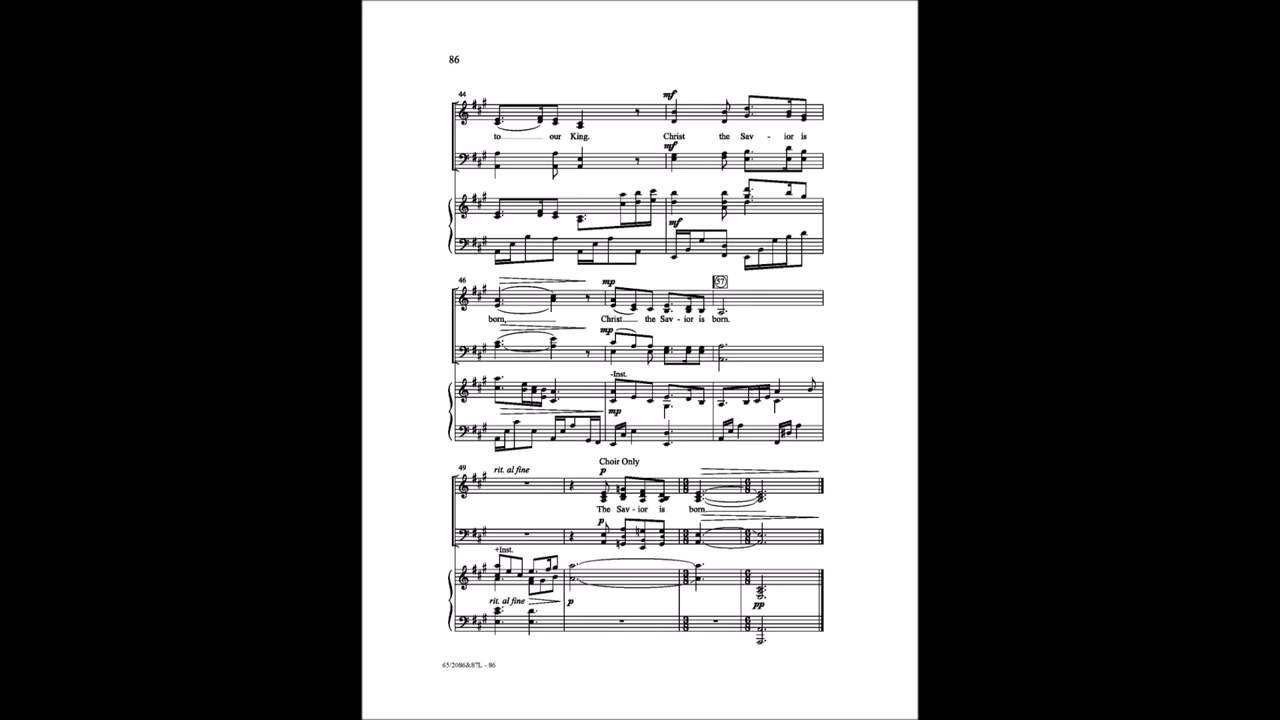 86
44
mf
to our King. Christ the Sav - ior is
mf
mf
46
mp
57
born, Christ the Sav - ior is born.
mp
-Inst.
mp
49
rit. al fine
Choir Only
p
The Sav - ior is born,
p
+Inst.
rit. al fine
p
pp
65/2086&87L - 86